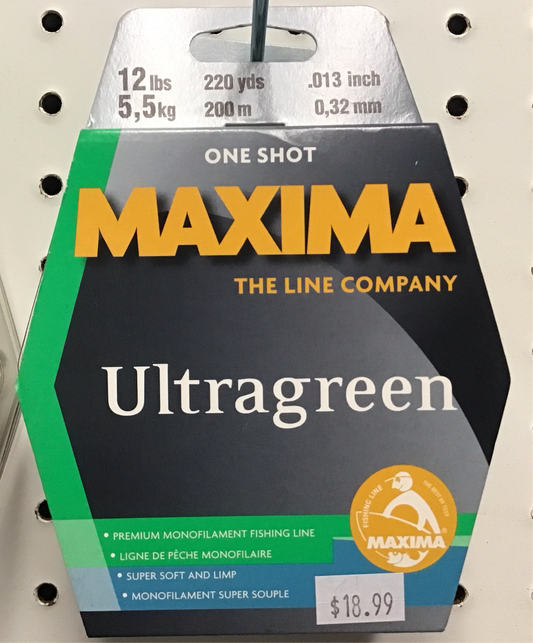 12 lbs 220 yds .013 inch
5,5 kg 200 m 0,32 mm
ONE SHOT
MAXIMA
THE LINE COMPANY
Ultragreen
FISHING LINE
MAXIMA
• PREMIUM MONOFILAMENT FISHING LINE
• LIGNE DE PÊCHE MONOFILAIRE
• SUPER SOFT AND LIMP
• MONOFILAMENT SUPER SOUPLE
$18.99